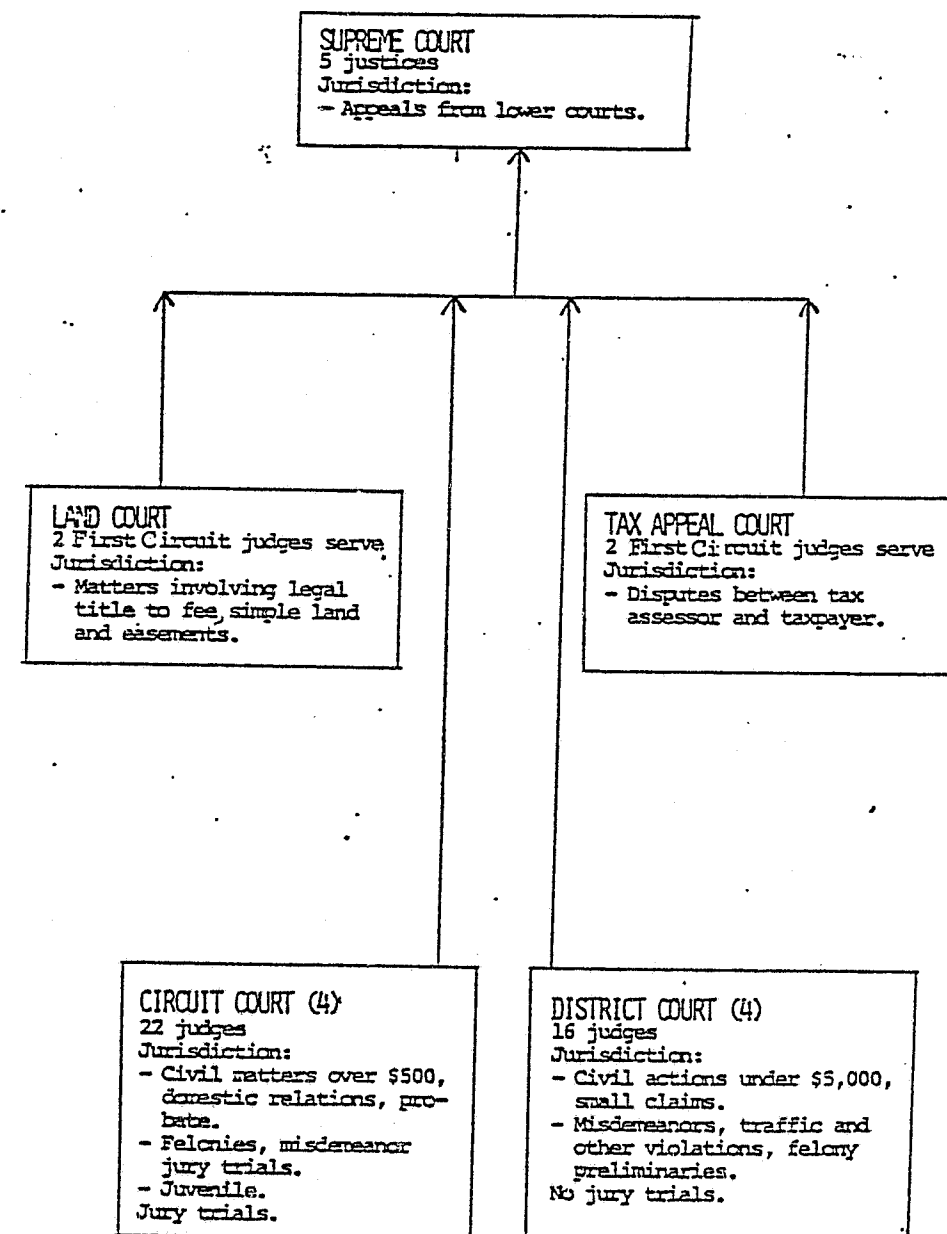 SUPREME COURT
5 justices
Jurisdiction:
- Appeals from lower courts.
LAND COURT
2 First Circuit judges serve
Jurisdiction:
- Matters involving legal
title to fee, simple land
and easements.
TAX APPEAL COURT
2 First Circuit judges serve
Jurisdiction:
- Disputes between tax
assessor and taxpayer.
CIRCUIT COURT (4)
22 judges
Jurisdiction:
- Civil matters over $500,
domestic relations, pro-
bate.
- Felonies, misdemeanor
jury trials.
- Juvenile.
Jury trials.
DISTRICT COURT (4)
16 judges
Jurisdiction:
- Civil actions under $5,000,
small claims.
- Misdemeanors, traffic and
other violations, felony
preliminaries.
No jury trials.